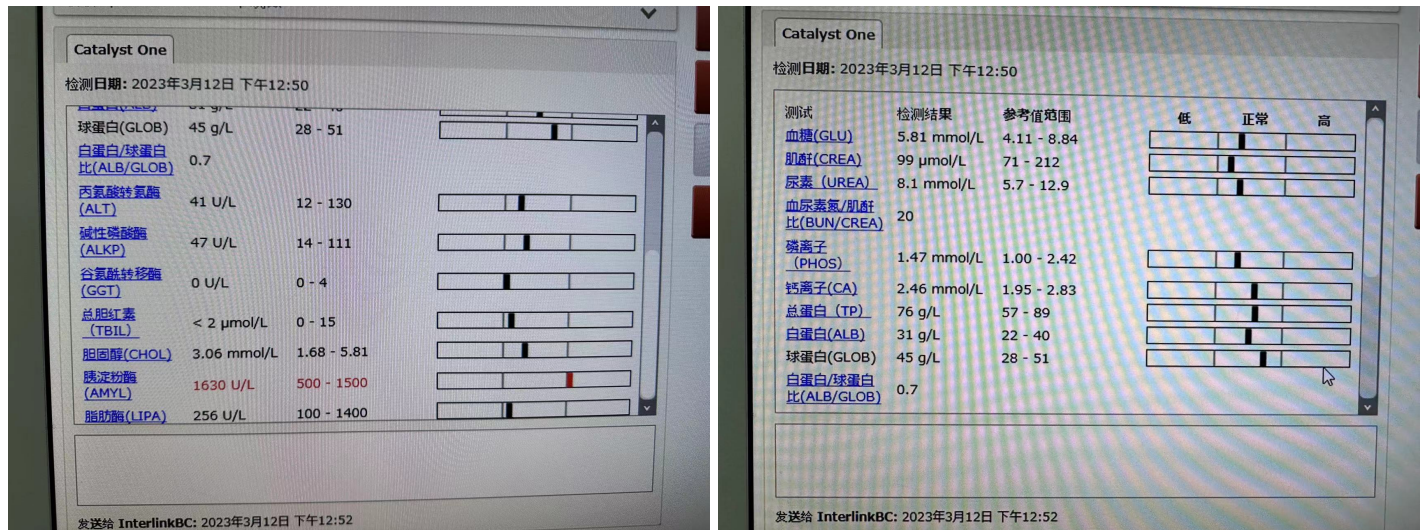 Catalyst One
检测日期: 2023年3月12日 下午12:50
白蛋白(ALB) 31 g/L 22 - 40
球蛋白(GLOB) 45 g/L 28 - 51
白蛋白/球蛋白
比(ALB/GLOB) 0.7
丙氨酸转氨酶
(ALT) 41 U/L 12 - 130
碱性磷酸酶
(ALKP) 47 U/L 14 - 111
谷氨酰转移酶
(GGT) 0 U/L 0 - 4
总胆红素
（TBIL） < 2 µmol/L 0 - 15
胆固醇(CHOL) 3.06 mmol/L 1.68 - 5.81
胰淀粉酶
(AMYL) 1630 U/L 500 - 1500
脂肪酶(LIPA) 256 U/L 100 - 1400
发送给 InterlinkBC: 2023年3月12日 下午12:52
Catalyst One
检测日期: 2023年3月12日 下午12:50
测试 检测结果 参考值范围 低 正常 高
血糖(GLU) 5.81 mmol/L 4.11 - 8.84
肌酐(CREA) 99 µmol/L 71 - 212
尿素（UREA） 8.1 mmol/L 5.7 - 12.9
血尿素氮/肌酐
比(BUN/CREA) 20
磷离子
（PHOS） 1.47 mmol/L 1.00 - 2.42
钙离子(CA) 2.46 mmol/L 1.95 - 2.83
总蛋白（TP） 76 g/L 57 - 89
白蛋白(ALB) 31 g/L 22 - 40
球蛋白(GLOB) 45 g/L 28 - 51
白蛋白/球蛋白
比(ALB/GLOB) 0.7
发送给 InterlinkBC: 2023年3月12日 下午12:52